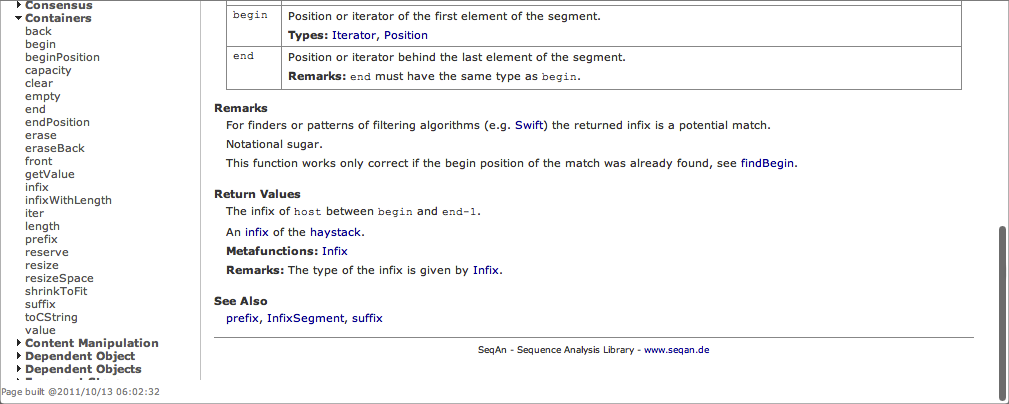 Consensus
Containers
back
begin
beginPosition
capacity
clear
empty
end
endPosition
erase
eraseBack
front
getValue
infix
infixWithLength
iter
length
prefix
reserve
resize
resizeSpace
shrinkToFit
suffix
toCString
value
Content Manipulation
Dependent Object
Dependent Objects
Page built @2011/10/13 06:02:32
begin Position or iterator of the first element of the segment.
Types: Iterator, Position
end Position or iterator behind the last element of the segment.
Remarks: end must have the same type as begin.
Remarks
For finders or patterns of filtering algorithms (e.g. Swift) the returned infix is a potential match.
Notational sugar.
This function works only correct if the begin position of the match was already found, see findBegin.
Return Values
The infix of host between begin and end-1.
An infix of the haystack.
Metafunctions: Infix
Remarks: The type of the infix is given by Infix.
See Also
prefix, InfixSegment, suffix
SeqAn - Sequence Analysis Library - www.seqan.de